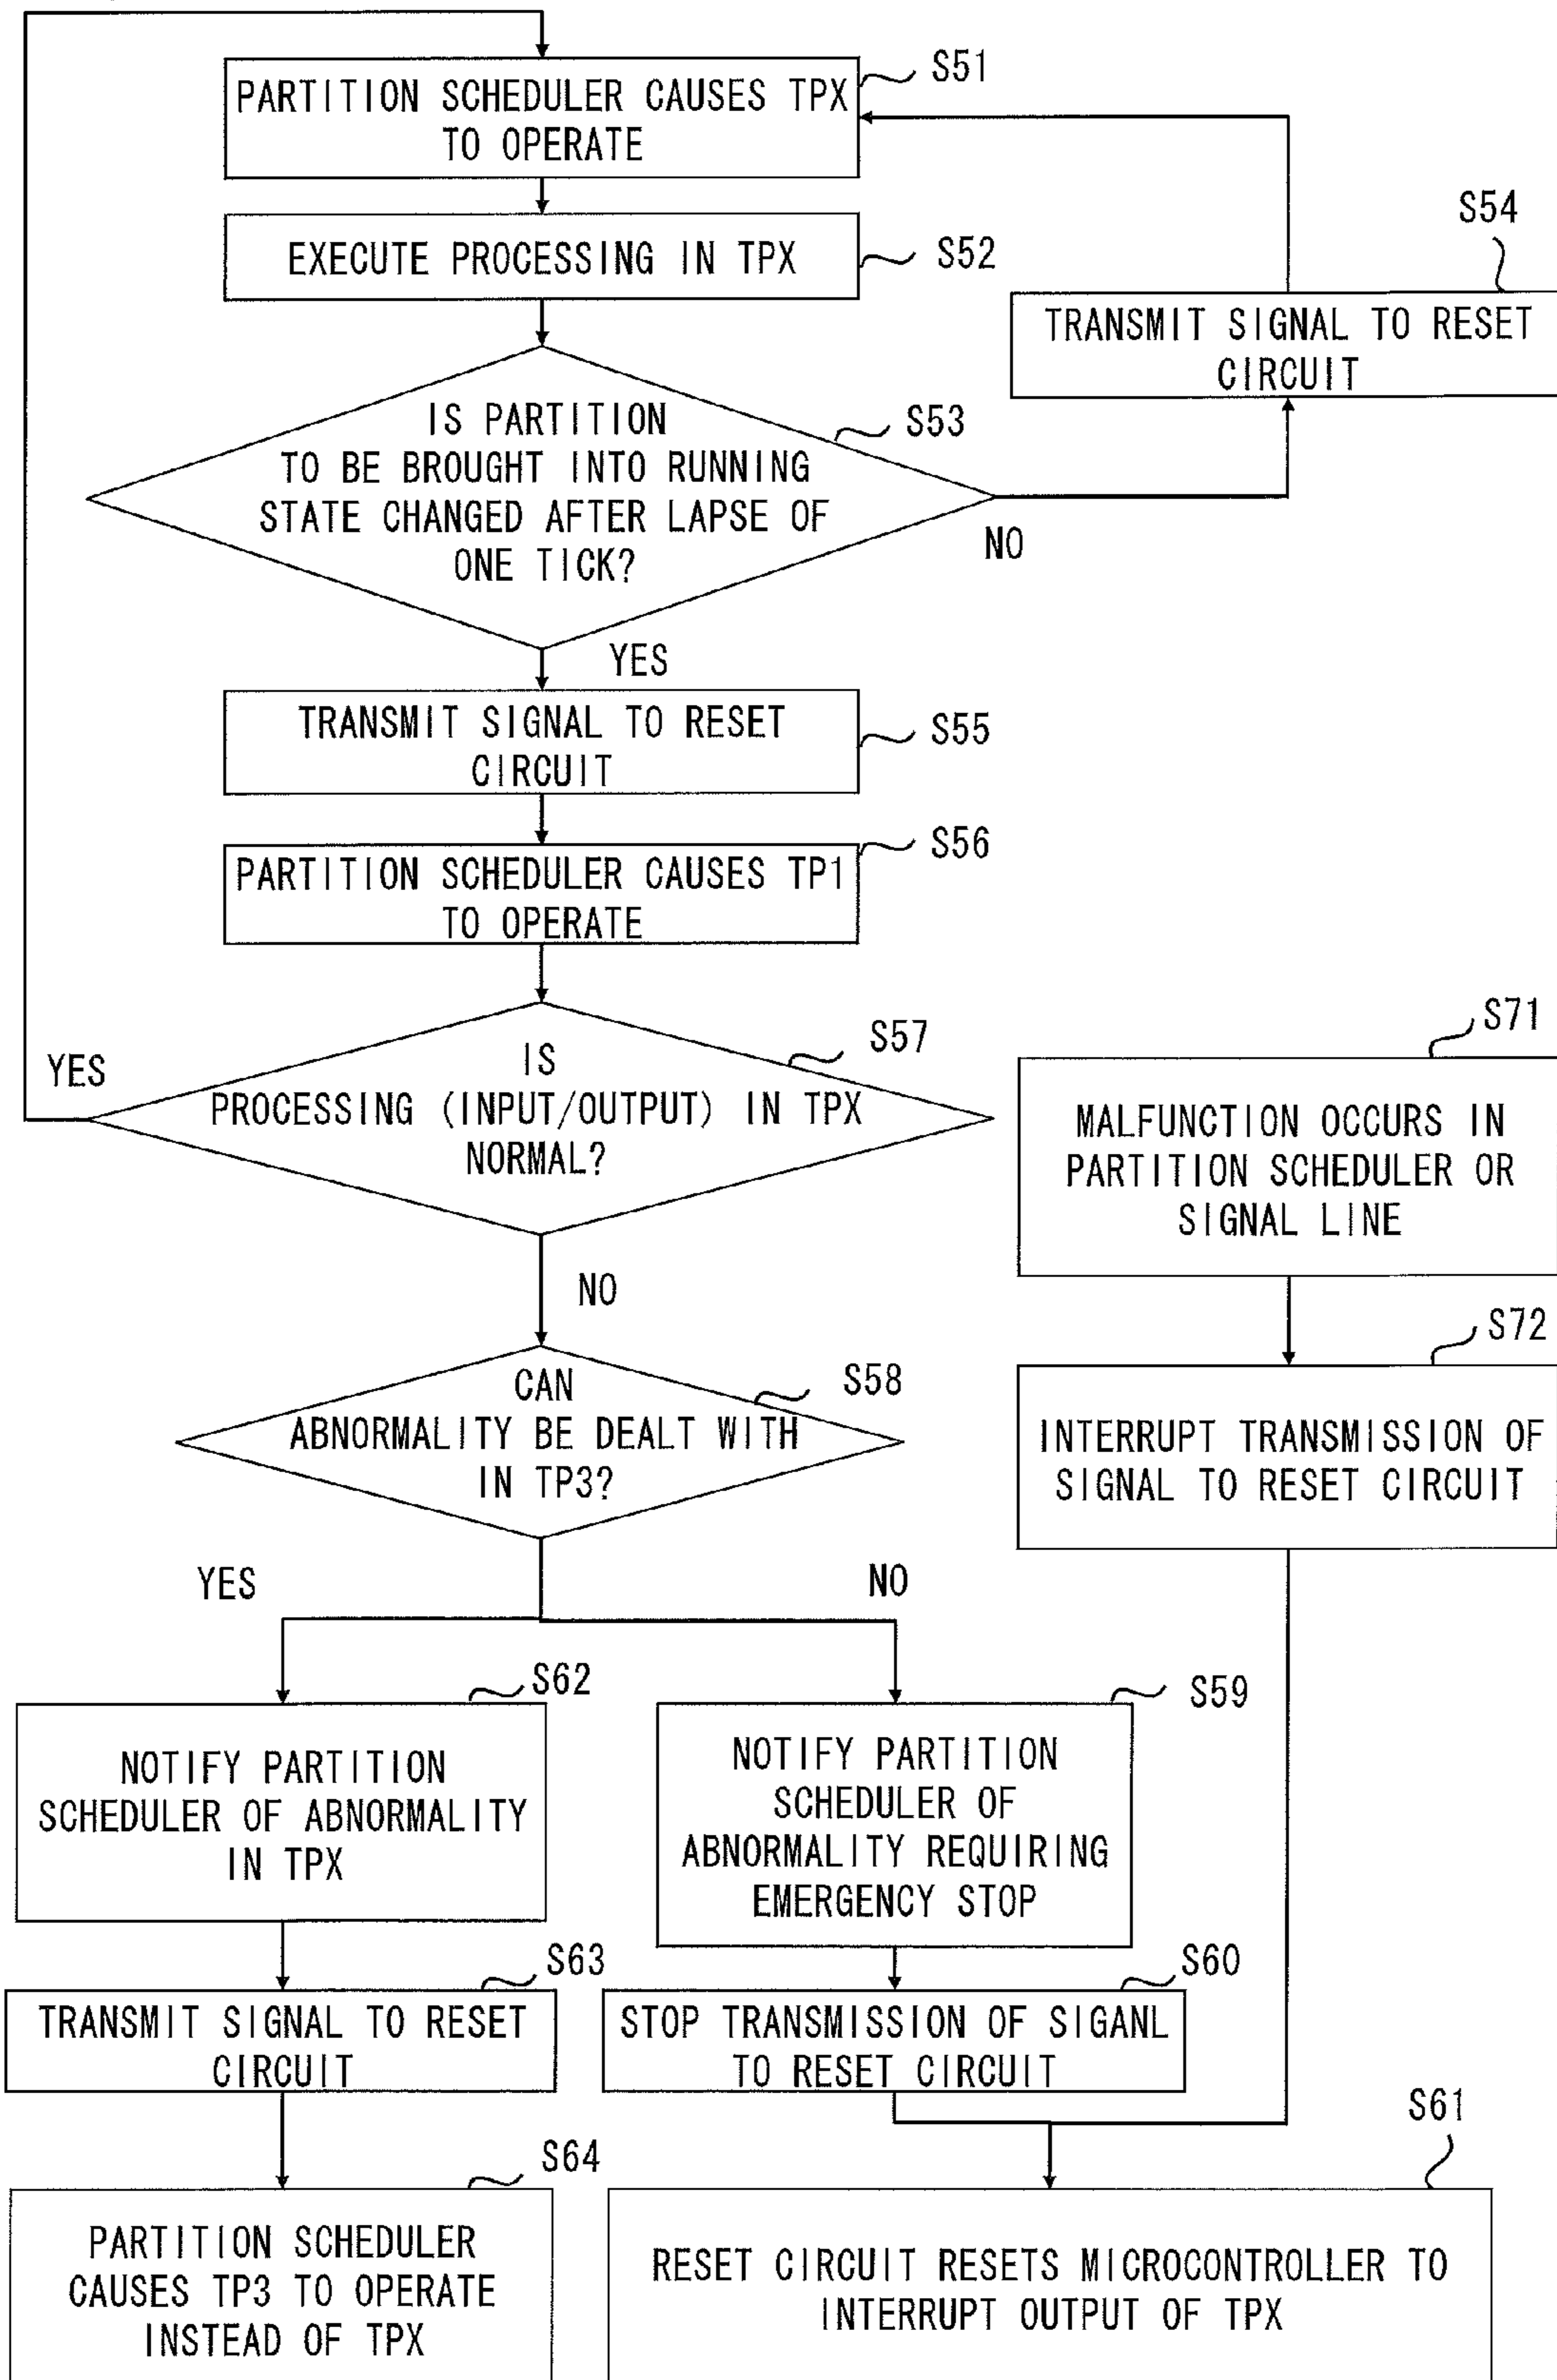 PARTITION SCHEDULER CAUSES TPX
TO OPERATE
S51
EXECUTE PROCESSING IN TPX
S52
S54
TRANSMIT SIGNAL TO RESET
CIRCUIT
IS PARTITION
TO BE BROUGHT INTO RUNNING
STATE CHANGED AFTER LAPSE OF
ONE TICK?
S53
NO
YES
TRANSMIT SIGNAL TO RESET
CIRCUIT
S55
PARTITION SCHEDULER CAUSES TP1
TO OPERATE
S56
YES
IS
PROCESSING (INPUT/OUTPUT) IN TPX
NORMAL?
S57
NO
S71
MALFUNCTION OCCURS IN
PARTITION SCHEDULER OR
SIGNAL LINE
S72
INTERRUPT TRANSMISSION OF
SIGNAL TO RESET CIRCUIT
CAN
ABNORMALITY BE DEALT WITH
IN TP3?
S58
YES
NO
S62
NOTIFY PARTITION
SCHEDULER OF ABNORMALITY
IN TPX
S59
NOTIFY PARTITION
SCHEDULER OF
ABNORMALITY REQUIRING
EMERGENCY STOP
S63
TRANSMIT SIGNAL TO RESET
CIRCUIT
S60
STOP TRANSMISSION OF SIGANL
TO RESET CIRCUIT
S64
PARTITION SCHEDULER
CAUSES TP3 TO OPERATE
INSTEAD OF TPX
S61
RESET CIRCUIT RESETS MICROCONTROLLER TO
INTERRUPT OUTPUT OF TPX